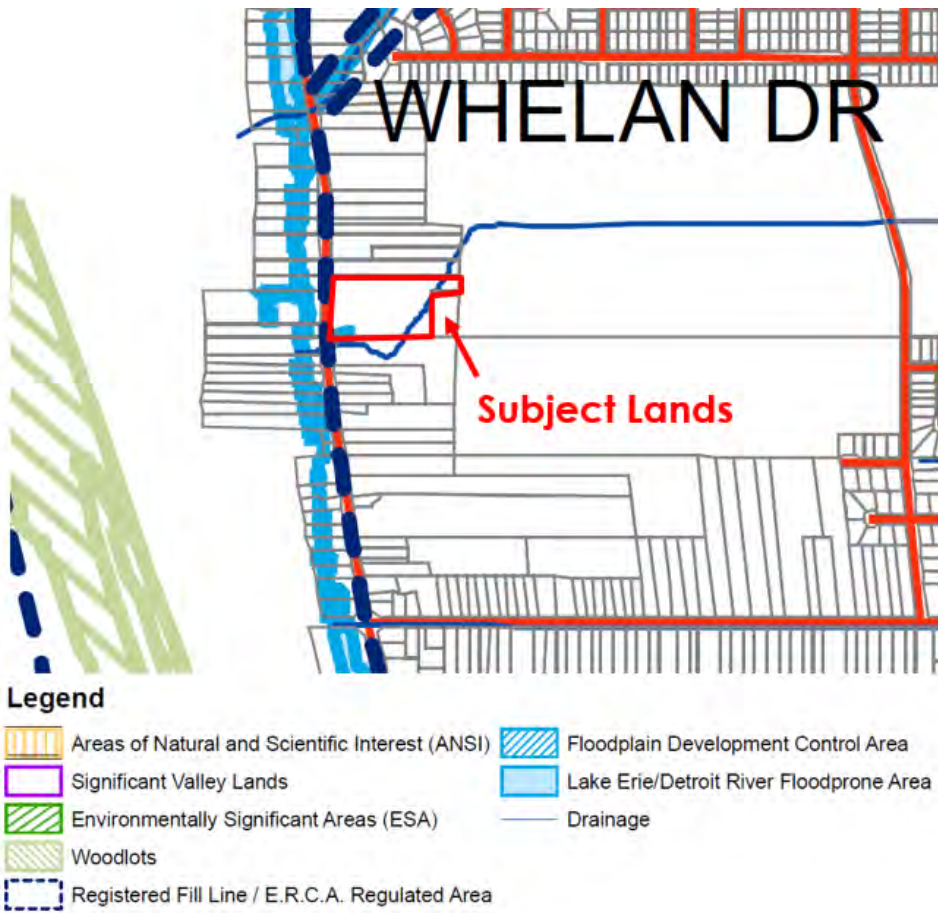 WHELAN DR
Subject Lands
Legend
Areas of Natural and Scientific Interest (ANSI)
Significant Valley Lands
Environmentally Significant Areas (ESA)
Woodlots
Registered Fill Line / E.R.C.A. Regulated Area
Floodplain Development Control Area
Lake Erie/Detroit River Floodprone Area
Drainage